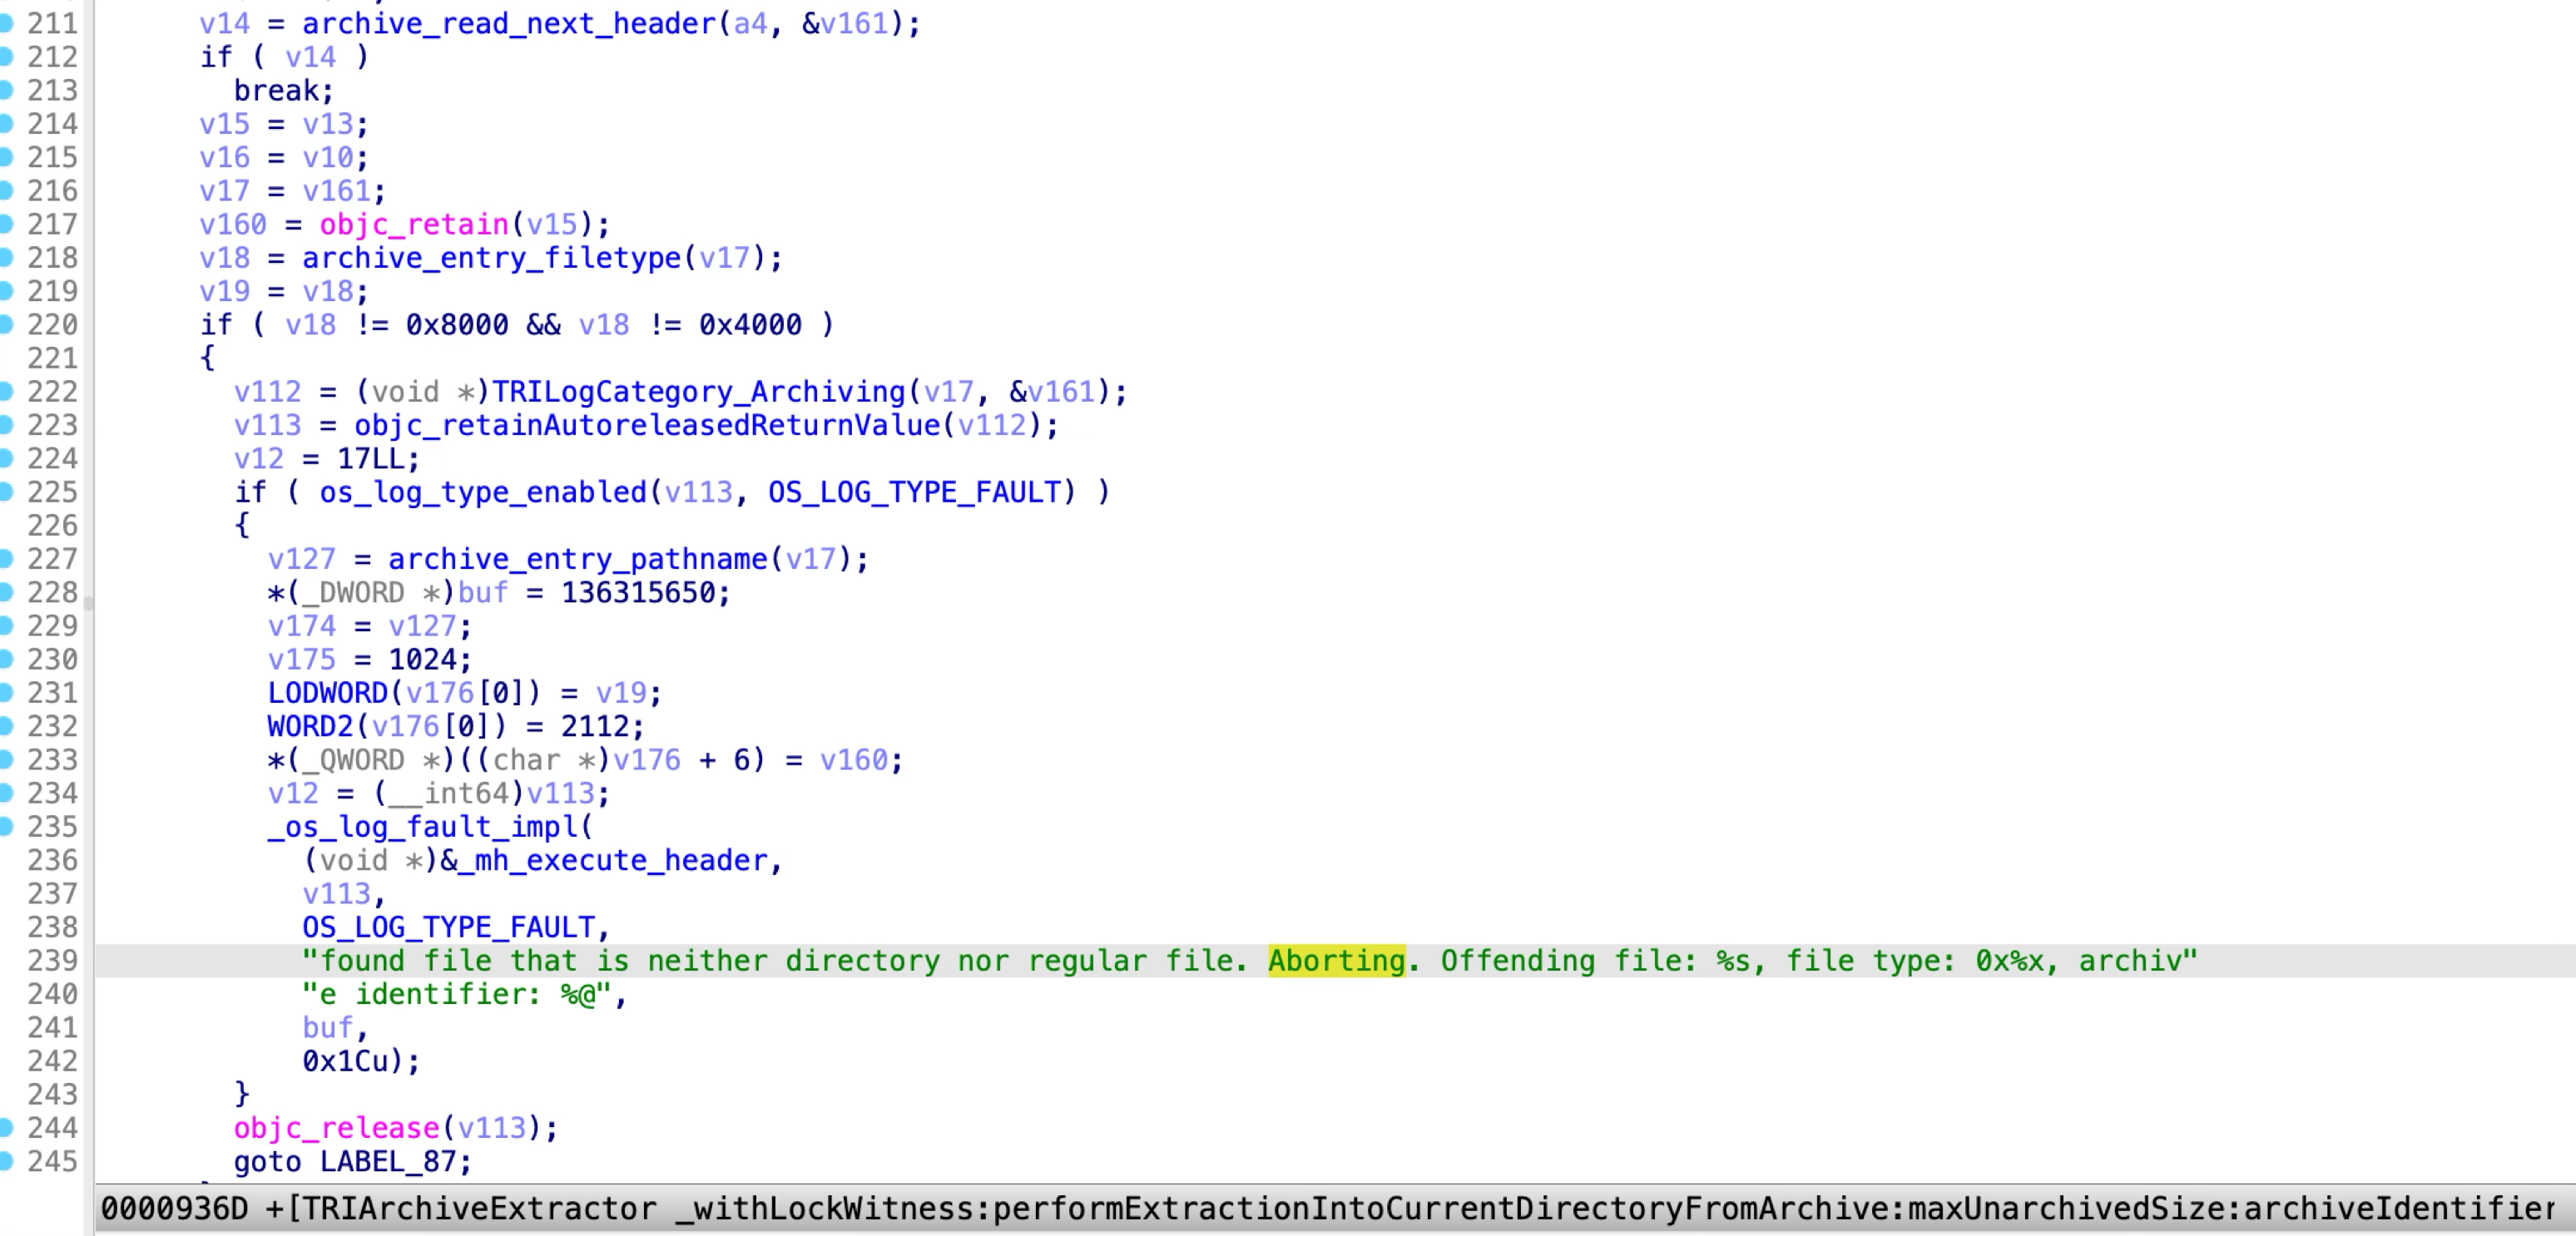 211 v14 = archive_read_next_header(a4, &v161);
212 if ( v14 )
213 break;
214 v15 = v13;
215 v16 = v10;
216 v17 = v161;
217 v160 = objc_retain(v15);
218 v18 = archive_entry_filetype(v17);
219 v19 = v18;
220 if ( v18 != 0x8000 && v18 != 0x4000 )
221 {
222 v112 = (void *)TRILogCategory_Archiving(v17, &v161);
223 v113 = objc_retainAutoreleasedReturnValue(v112);
224 v12 = 17LL;
225 if ( os_log_type_enabled(v113, OS_LOG_TYPE_FAULT) )
226 {
227 v127 = archive_entry_pathname(v17);
228 *(_DWORD *)buf = 136315650;
229 v174 = v127;
230 v175 = 1024;
231 LODWORD(v176[0]) = v19;
232 WORD2(v176[0]) = 2112;
233 *(_QWORD *)((char *)v176 + 6) = v160;
234 v12 = (__int64)v113;
235 _os_log_fault_impl(
236 (void *)&_mh_execute_header,
237 v113,
238 OS_LOG_TYPE_FAULT,
239 "found file that is neither directory nor regular file. Aborting. Offending file: %s, file type: 0x%x, archiv"
240 "e identifier: %@",
241 buf,
242 0x1Cu);
243 }
244 objc_release(v113);
245 goto LABEL_87;
0000936D +[TRIArchiveExtractor _withLockWitness:performExtractionIntoCurrentDirectoryFromArchive:maxUnarchivedSize:archiveIdentifier